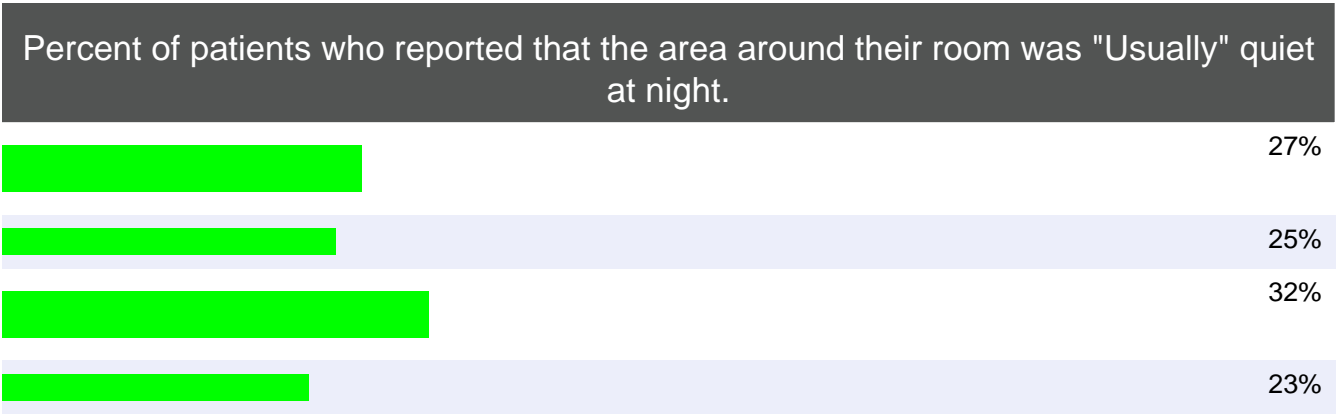 Percent of patients who reported that the area around their room was "Usually" quiet
at night.
27%
25%
32%
23%